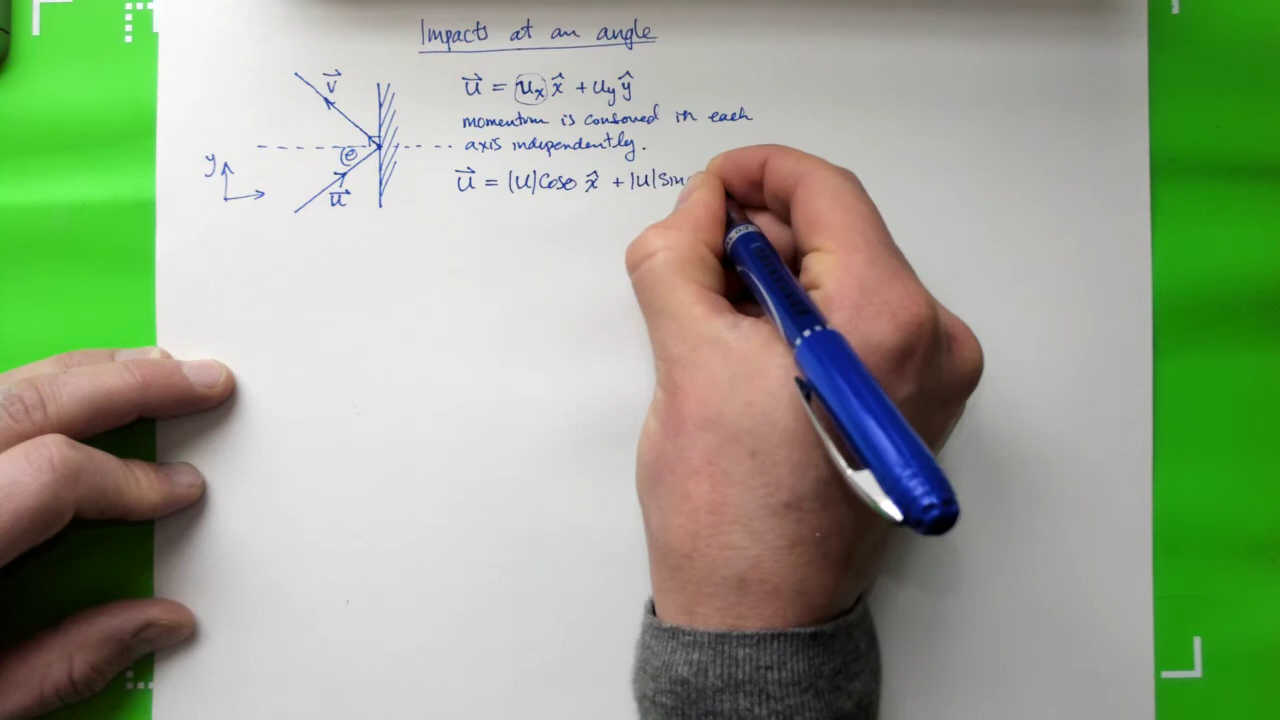 Impacts at an angle
v⃗
u⃗ = uₓ x̂ + u_y ŷ
momentum is conserved in each
axis independently.
θ
y
u⃗
u⃗ = |u|cosθ x̂ + |u|sin